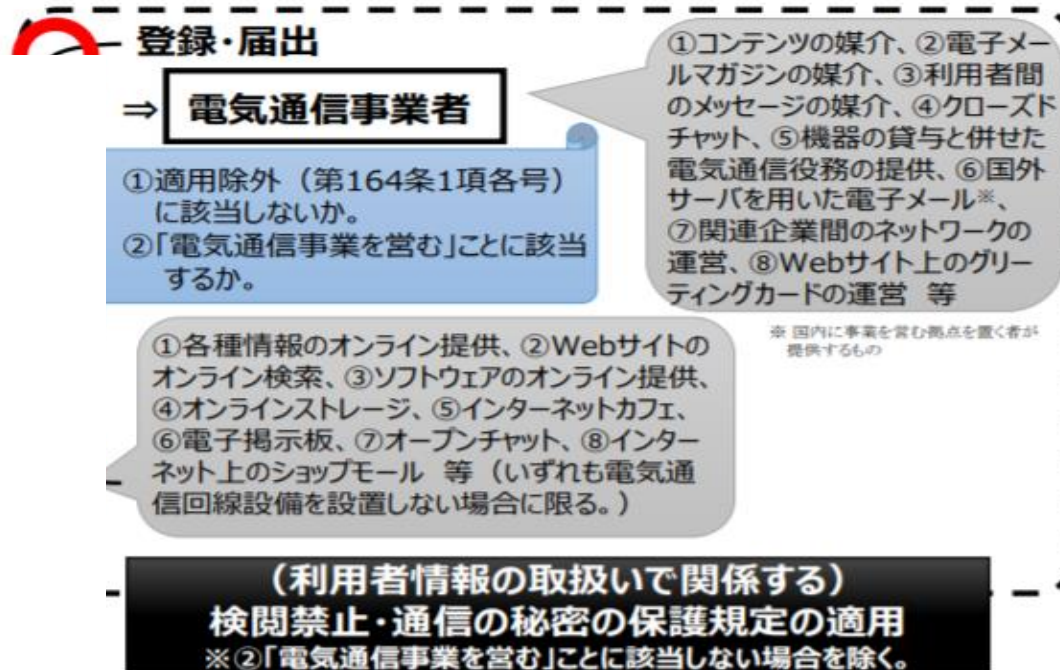 登録・届出
⇒ 電気通信事業者
①適用除外（第164条1項各号）
に該当しないか。
②「電気通信事業を営む」ことに該当
するか。
①コンテンツの媒介、②電子メー
ルマガジンの媒介、③利用者間
のメッセージの媒介、④クローズド
チャット、⑤機器の貸与と併せた
電気通信役務の提供、⑥国外
サーバを用いた電子メール※、
⑦関連企業間のネットワークの
運営、⑧Webサイト上のグリー
ティングカードの運営 等
※ 国内に事業を営む拠点を置く者が
提供するもの
①各種情報のオンライン提供、②Webサイトの
オンライン検索、③ソフトウェアのオンライン提供、
④オンラインストレージ、⑤インターネットカフェ、
⑥電子掲示板、⑦オープンチャット、⑧インター
ネット上のショップモール 等（いずれも電気通
信回線設備を設置しない場合に限る。）
（利用者情報の取扱いで関係する）
検閲禁止・通信の秘密の保護規定の適用
※②「電気通信事業を営む」ことに該当しない場合を除く。